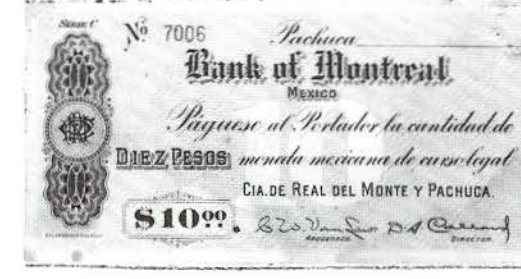 SERIE C
Nº 7006 Pachuca
Bank of Montreal
MEXICO
Páguese al Portador la cantidad de
DIEZ PESOS moneda mexicana de curso legal
CIA. DE REAL DEL MONTE Y PACHUCA.
$10.00.
DIRECTOR